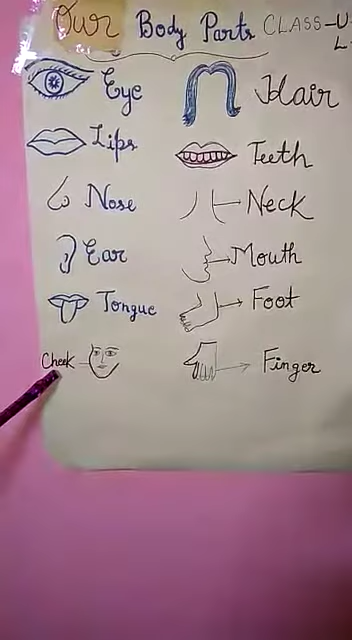 Our Body Parts CLASS-U
L
Eye Hair
Lips Teeth
Nose Neck
Ear Mouth
Tongue Foot
Cheek Finger